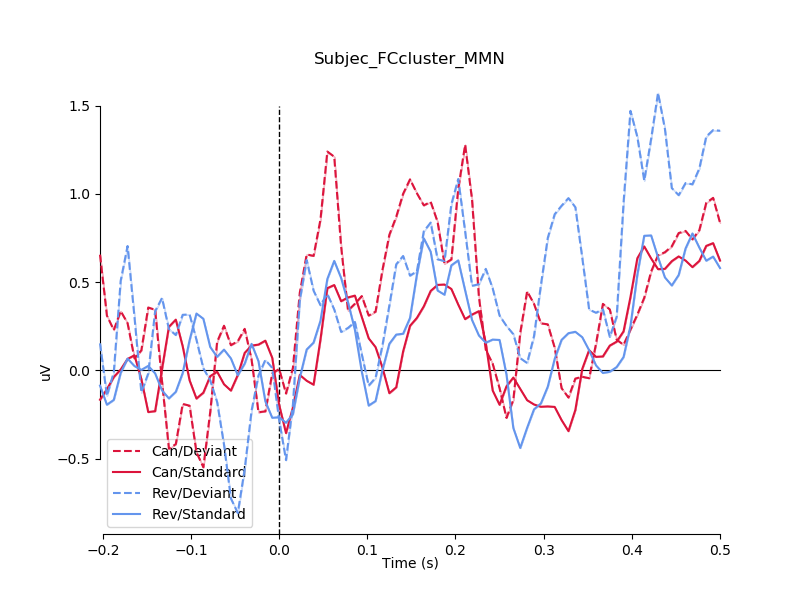 Subjec_FCcluster_MMN
1.5
1.0
0.5
0.0
−0.5
uV
Can/Deviant
Can/Standard
Rev/Deviant
Rev/Standard
−0.2 −0.1 0.0 0.1 0.2 0.3 0.4 0.5
Time (s)